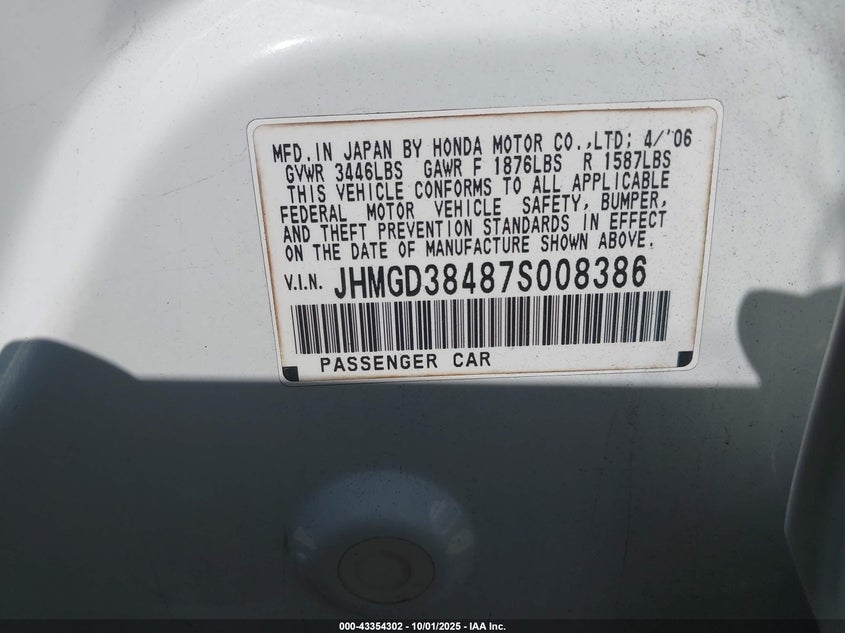 MFD.IN JAPAN BY HONDA MOTOR CO.,LTD; 4/'06
GVWR 3446LBS GAWR F 1876LBS R 1587LBS
THIS VEHICLE CONFORMS TO ALL APPLICABLE
FEDERAL MOTOR VEHICLE SAFETY, BUMPER,
AND THEFT PREVENTION STANDARDS IN EFFECT
ON THE DATE OF MANUFACTURE SHOWN ABOVE.
V.I.N. JHMGD38487S008386
PASSENGER CAR
000-43354302 - 10/01/2025 - IAA Inc.